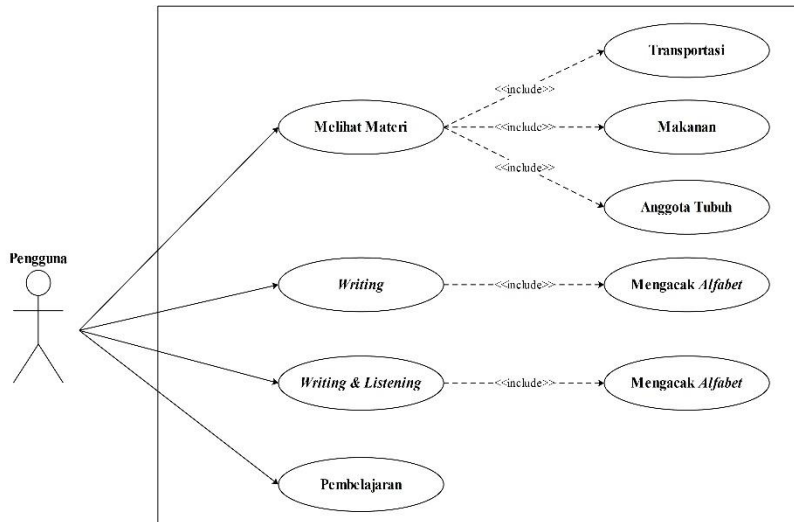 Transportasi
<<include>>
Melihat Materi
<<include>>
Makanan
<<include>>
Anggota Tubuh
Pengguna
Writing
<<include>>
Mengacak Alfabet
Writing & Listening
<<include>>
Mengacak Alfabet
Pembelajaran